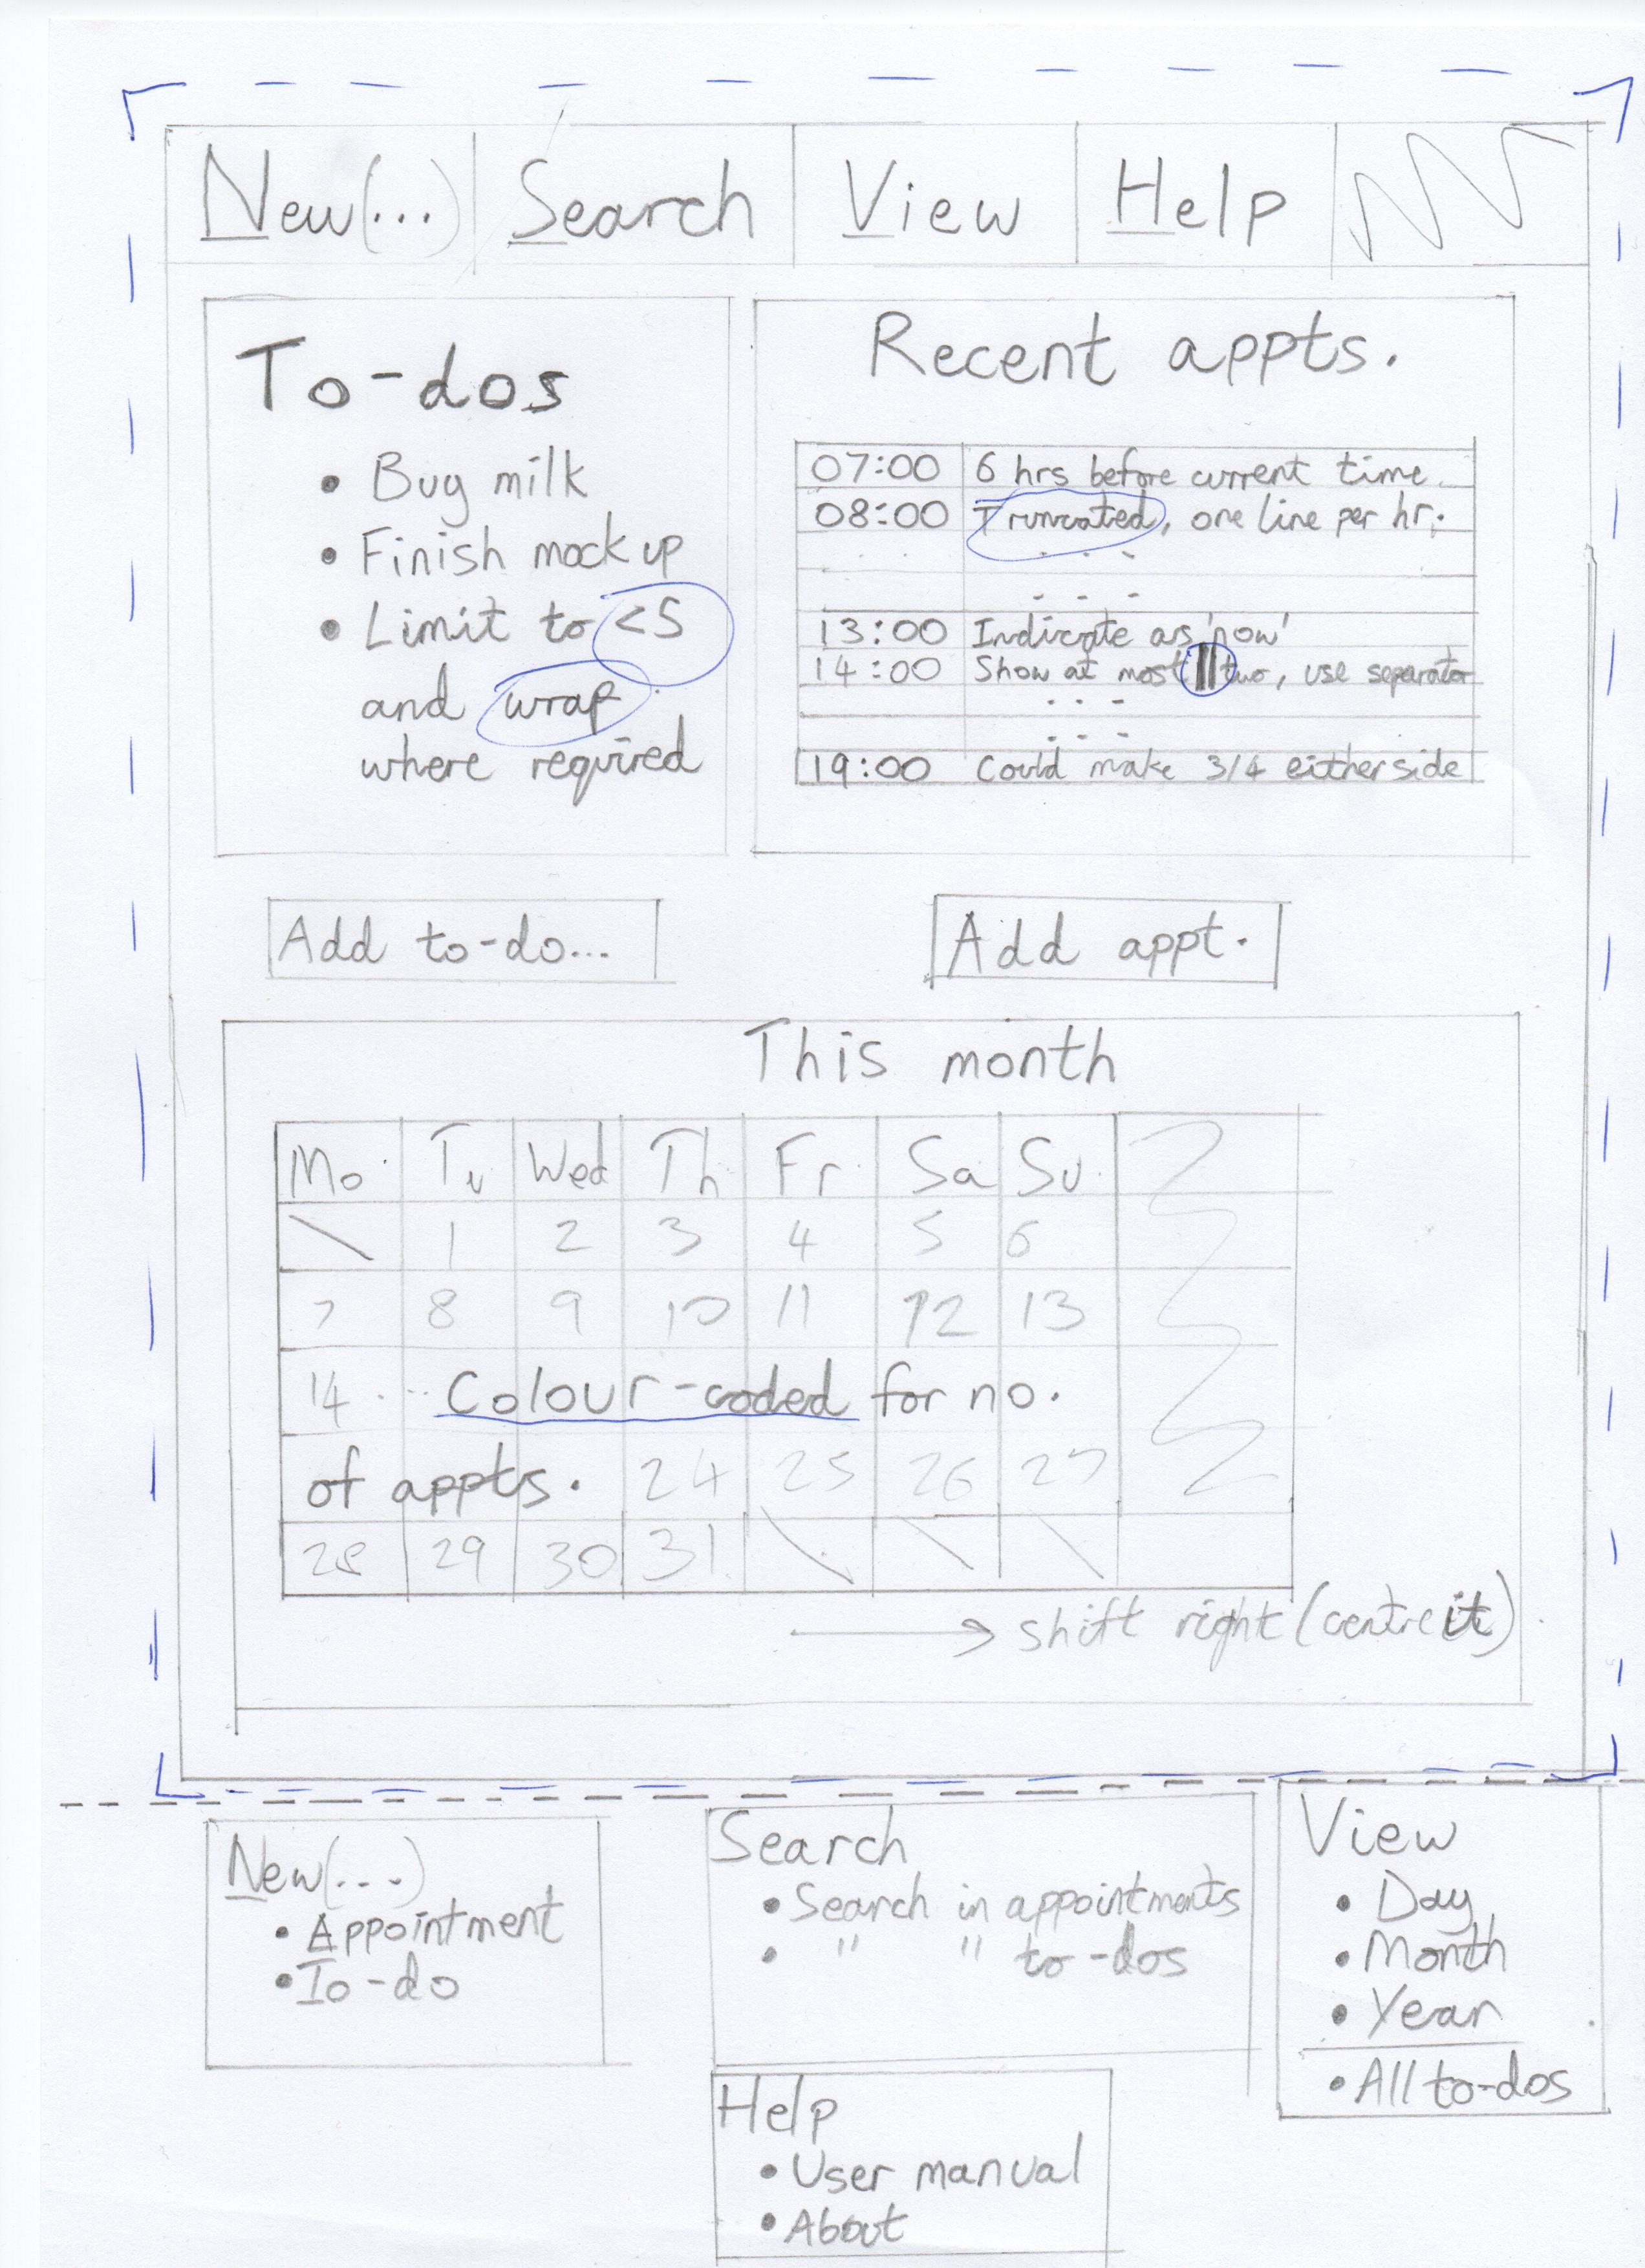 New(...) Search View Help
To-dos
• Buy milk
• Finish mock up
• Limit to <5
and wrap
where required
Recent appts.
07:00 6 hrs before current time.
08:00 Truncated, one line per hr.
. . . . .
. . .
13:00 Indicate as 'now'
14:00 Show at most || two, use separator
. . .
. . .
19:00 Could make 3/4 either side
Add to-do...
Add appt.
This month
Mo Tu Wed Th Fr Sa Su
1 2 3 4 5 6
7 8 9 10 11 12 13
14 ... Colour-coded for no.
of appts. 24 25 26 27
28 29 30 31
→ shift right (centre it)
New(...)
• Appointment
• To-do
Search
• Search in appointments
• " " to-dos
View
• Day
• Month
• Year
• All to-dos
Help
• User manual
• About